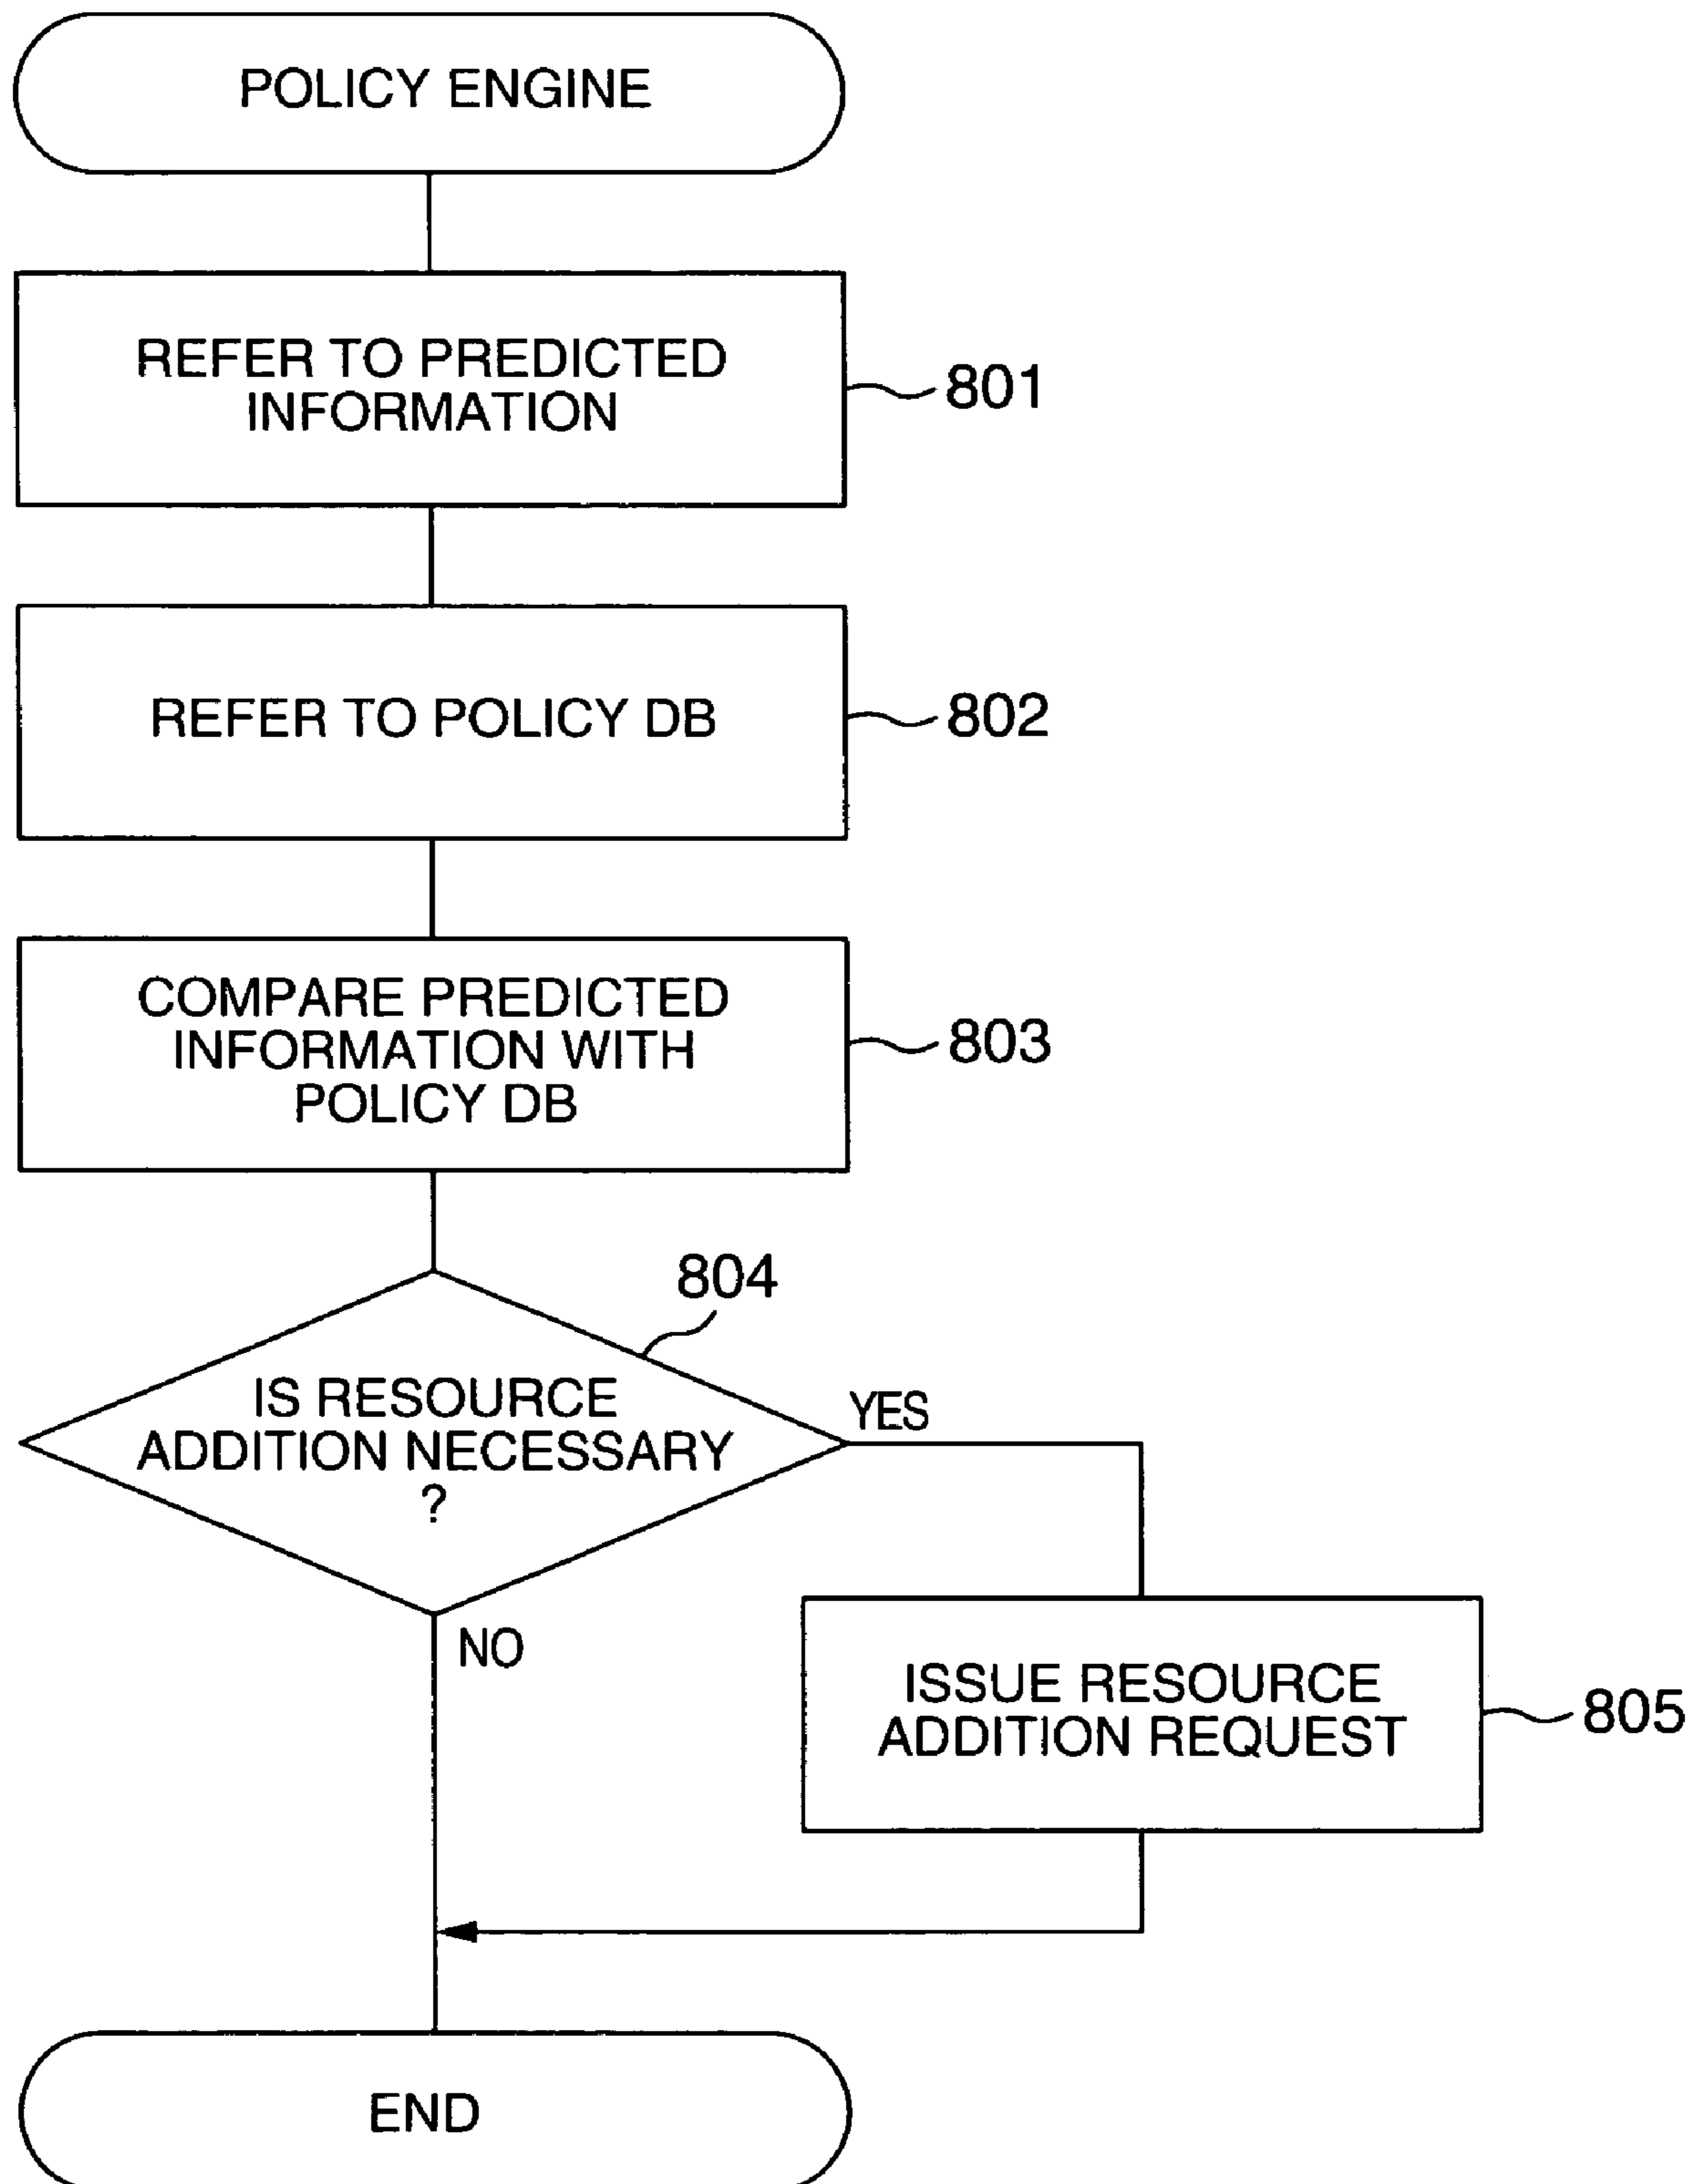 POLICY ENGINE
REFER TO PREDICTED
INFORMATION
801
REFER TO POLICY DB
802
COMPARE PREDICTED
INFORMATION WITH
POLICY DB
803
804
IS RESOURCE
ADDITION NECESSARY
?
YES
NO
ISSUE RESOURCE
ADDITION REQUEST
805
END